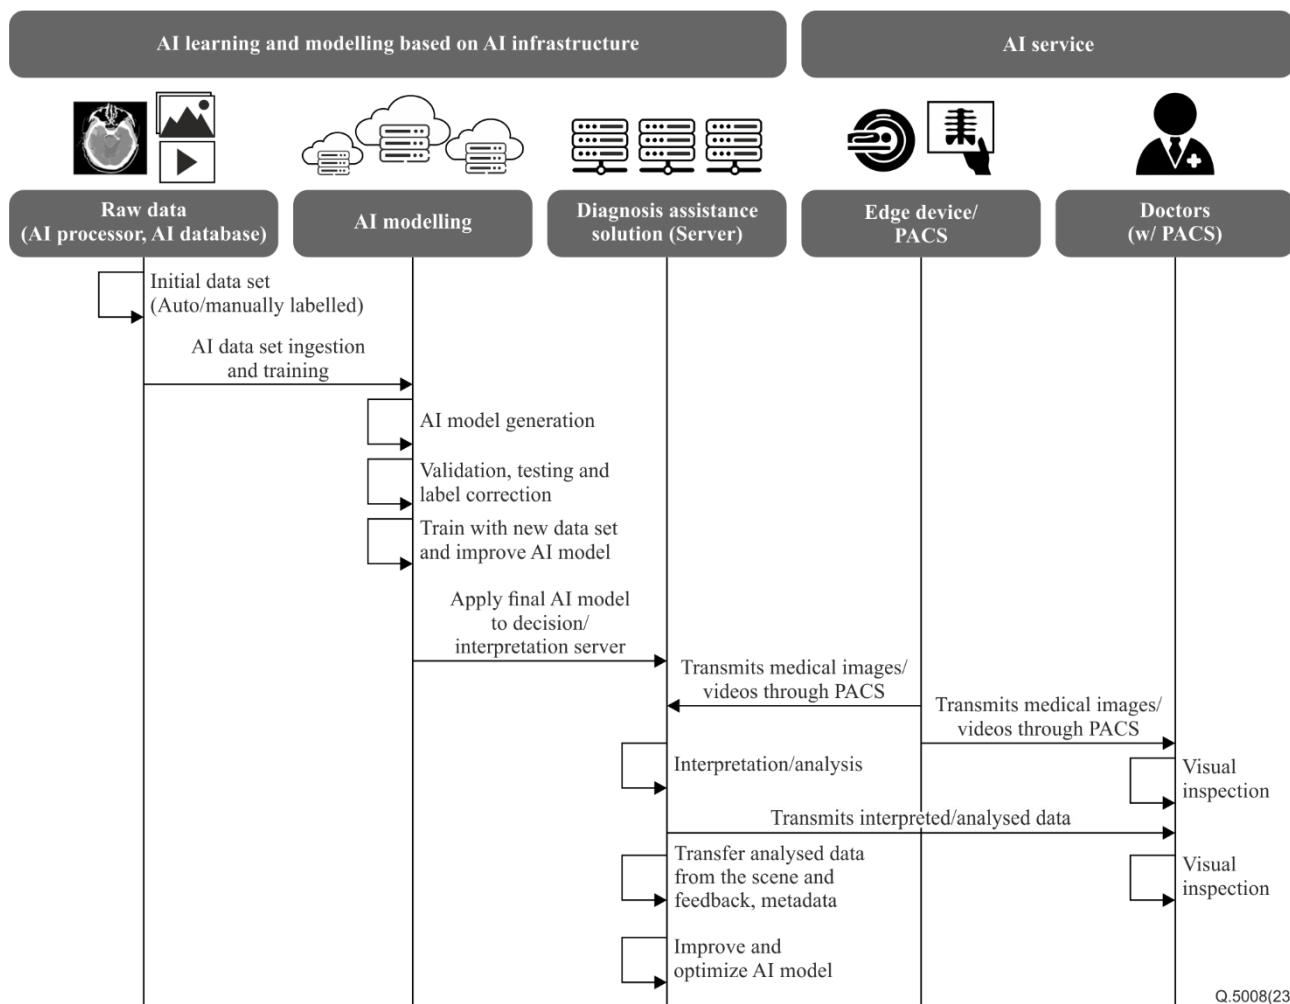 AI learning and modelling based on AI infrastructure
AI service
Raw data
(AI processor, AI database)
AI modelling
Diagnosis assistance
solution (Server)
Edge device/
PACS
Doctors
(w/ PACS)
Initial data set
(Auto/manually labelled)
AI data set ingestion
and training
AI model generation
Validation, testing and
label correction
Train with new data set
and improve AI model
Apply final AI model
to decision/
interpretation server
Transmits medical images/
videos through PACS
Transmits medical images/
videos through PACS
Interpretation/analysis
Visual
inspection
Transmits interpreted/analysed data
Transfer analysed data
from the scene and
feedback, metadata
Visual
inspection
Improve and
optimize AI model
Q.5008(23